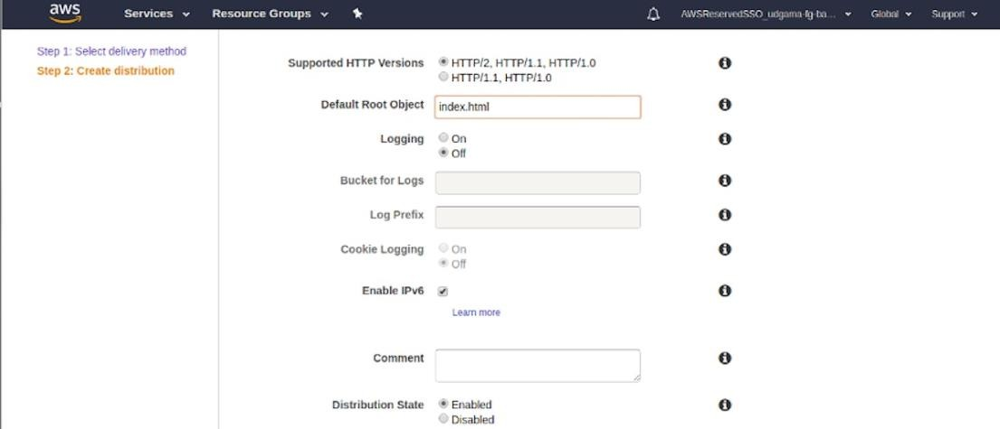 aws Services Resource Groups AWSReservedSSO_udgama-fg-ba... Global Support
Step 1: Select delivery method
Step 2: Create distribution
Supported HTTP Versions HTTP/2, HTTP/1.1, HTTP/1.0
HTTP/1.1, HTTP/1.0
Default Root Object index.html
Logging On
Off
Bucket for Logs
Log Prefix
Cookie Logging On
Off
Enable IPv6
Learn more
Comment
Distribution State Enabled
Disabled